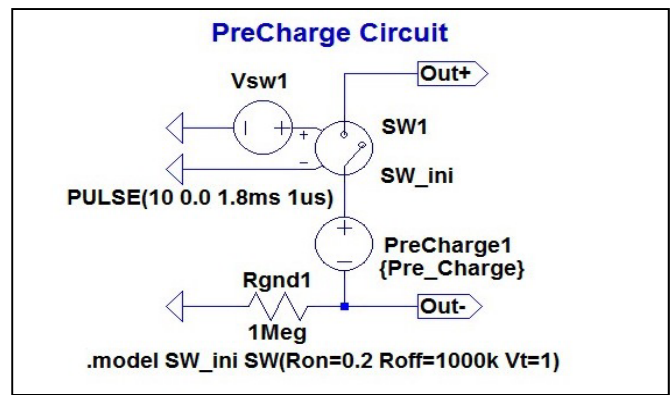 PreCharge Circuit
Out+
Vsw1
SW1
+
+
–
SW_ini
PULSE(10 0.0 1.8ms 1us)
+
–
PreCharge1
{Pre_Charge}
Rgnd1
Out-
1Meg
.model SW_ini SW(Ron=0.2 Roff=1000k Vt=1)